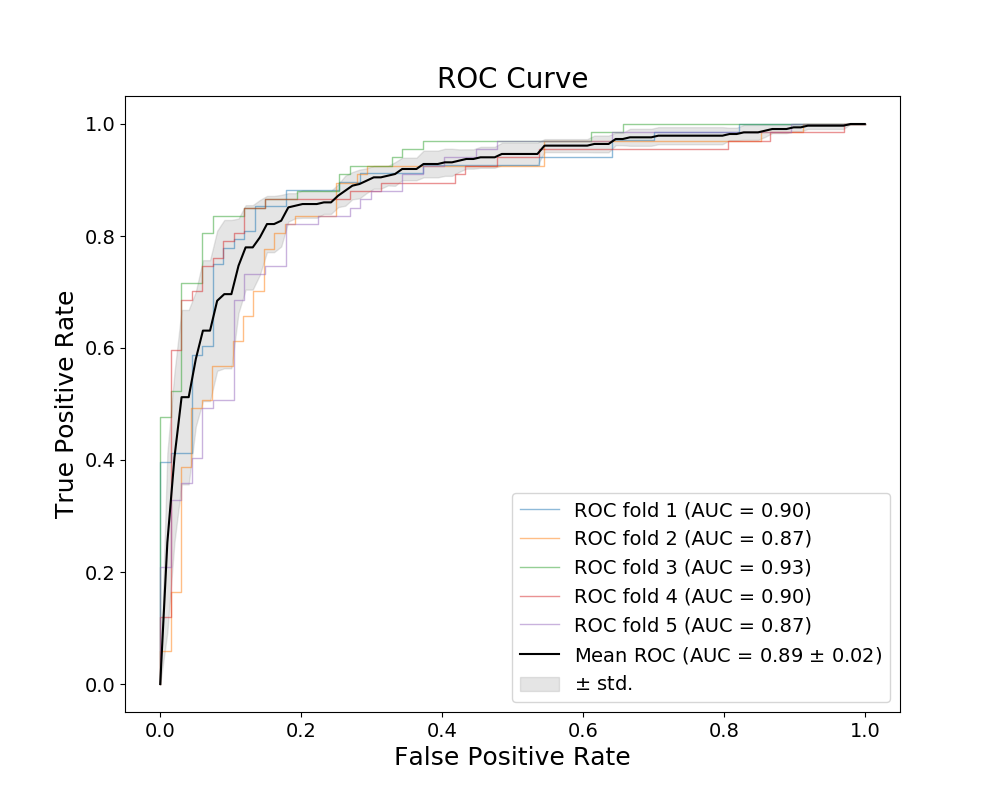 ROC Curve
1.0
0.8
0.6
0.4
0.2
0.0
True Positive Rate
ROC fold 1 (AUC = 0.90)
ROC fold 2 (AUC = 0.87)
ROC fold 3 (AUC = 0.93)
ROC fold 4 (AUC = 0.90)
ROC fold 5 (AUC = 0.87)
Mean ROC (AUC = 0.89 ± 0.02)
± std.
0.0 0.2 0.4 0.6 0.8 1.0
False Positive Rate